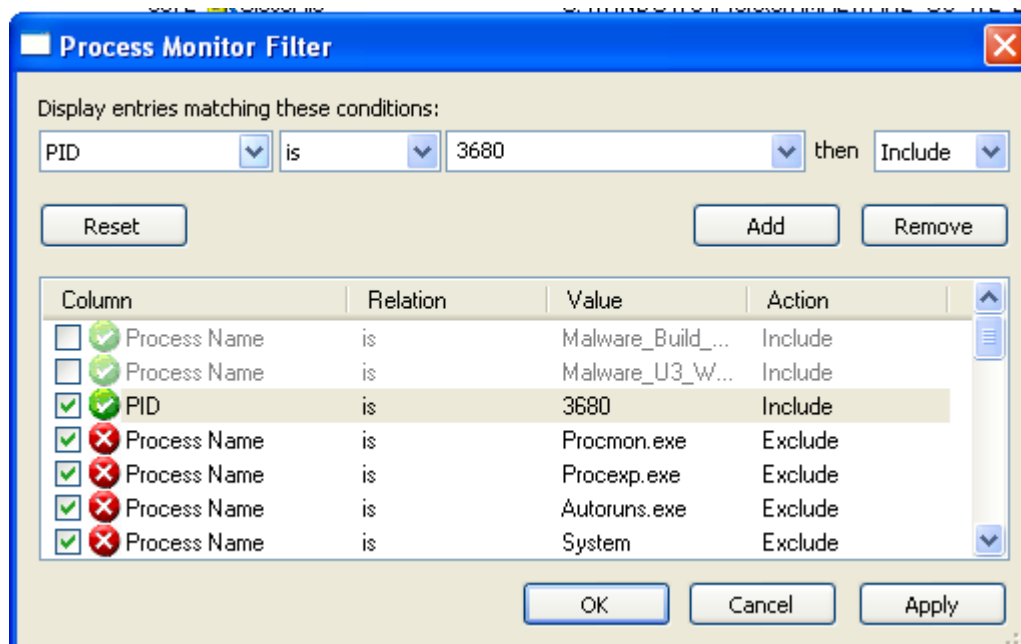 Process Monitor Filter
Display entries matching these conditions:
PID is 3680 then Include
Reset Add Remove
Column Relation Value Action
Process Name is Malware_Build_... Include
Process Name is Malware_U3_W... Include
PID is 3680 Include
Process Name is Procmon.exe Exclude
Process Name is Procexp.exe Exclude
Process Name is Autoruns.exe Exclude
Process Name is System Exclude
OK Cancel Apply